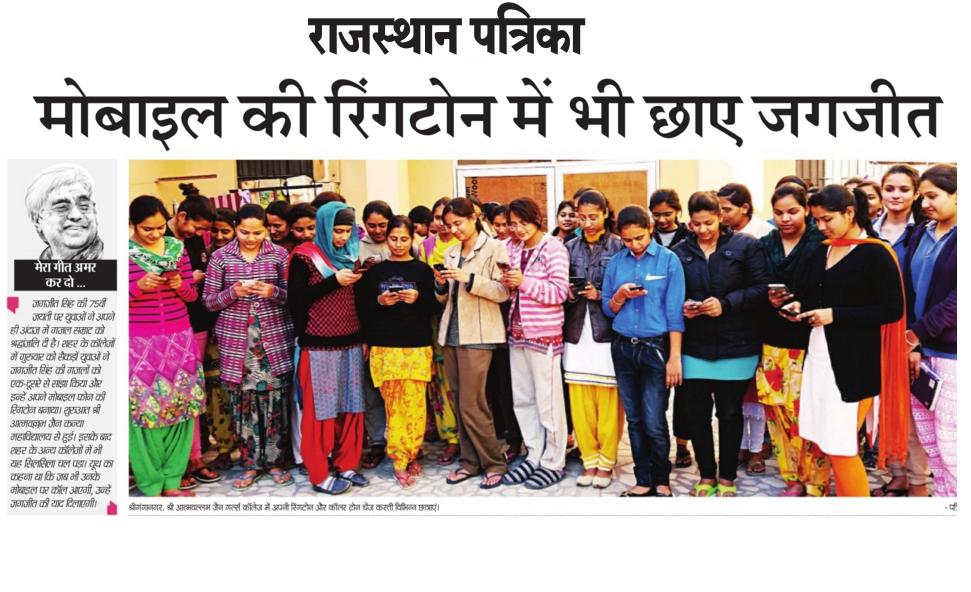 राजस्थान पत्रिका
मोबाइल की रिंगटोन में भी छाए जगजीत
मेरा गीत अमर
कर दो ...
जगजीत सिंह की 75वीं
जयंती पर युवाओं ने अपने
ही अंदाज में गजल सम्राट को
श्रद्धांजलि दी है। शहर के कॉलेजों
में गुरुवार को सैकड़ों युवाओं ने
जगजीत सिंह की गजलों को
एक-दूसरे से साझा किया और
इन्हें अपने मोबाइल फोन की
रिंगटोन बनाया। शुरुआत श्री
आत्मवल्लभ जैन कन्या
महाविद्यालय से हुई। इसके बाद
शहर के अन्य कॉलेजों में भी
यह सिलसिला चल पड़ा। यूथ का
कहना था कि जब भी उनके
मोबाइल पर कॉल आएगी, उन्हें
जगजीत की याद दिलाएगी।
श्रीगंगानगर. श्री आत्मवल्लभ जैन गर्ल्स कॉलेज में अपनी रिंगटोन और कॉलर टोन चेंज करती विभिन्न छात्राएं।